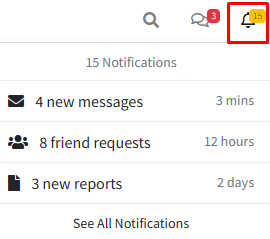 3 15
15 Notifications
4 new messages 3 mins
8 friend requests 12 hours
3 new reports 2 days
See All Notifications